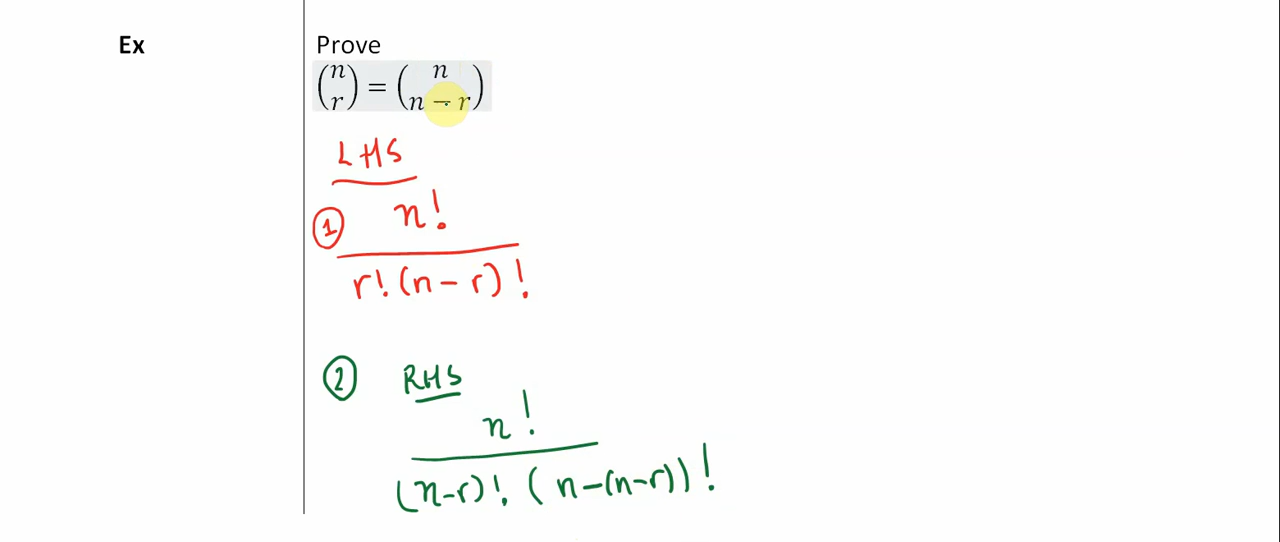 Ex
Prove
(n r) = (n n − r)
LHS
① n!
r! (n - r)!
② RHS
n!
(n-r)! (n-(n-r))!